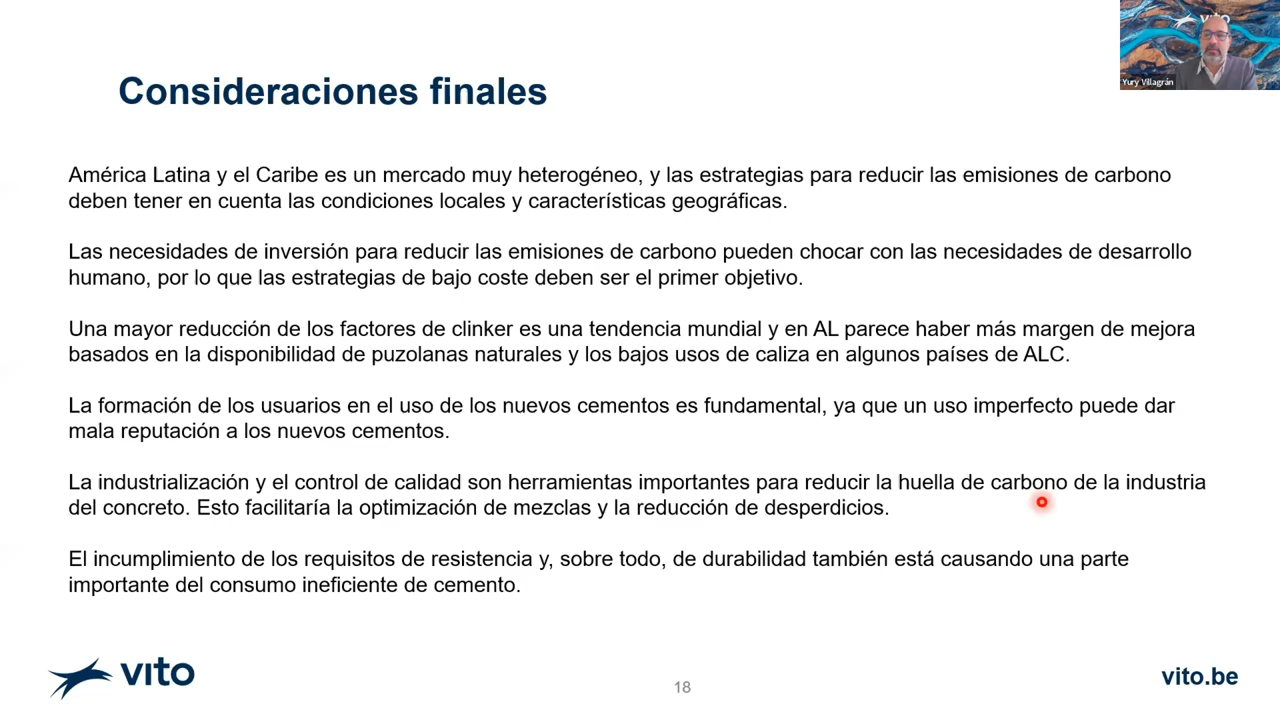 vito
Yury Villagrán
Consideraciones finales
América Latina y el Caribe es un mercado muy heterogéneo, y las estrategias para reducir las emisiones de carbono
deben tener en cuenta las condiciones locales y características geográficas.
Las necesidades de inversión para reducir las emisiones de carbono pueden chocar con las necesidades de desarrollo
humano, por lo que las estrategias de bajo coste deben ser el primer objetivo.
Una mayor reducción de los factores de clinker es una tendencia mundial y en AL parece haber más margen de mejora
basados en la disponibilidad de puzolanas naturales y los bajos usos de caliza en algunos países de ALC.
La formación de los usuarios en el uso de los nuevos cementos es fundamental, ya que un uso imperfecto puede dar
mala reputación a los nuevos cementos.
La industrialización y el control de calidad son herramientas importantes para reducir la huella de carbono de la industria
del concreto. Esto facilitaría la optimización de mezclas y la reducción de desperdicios.
El incumplimiento de los requisitos de resistencia y, sobre todo, de durabilidad también está causando una parte
importante del consumo ineficiente de cemento.
vito
18
vito.be